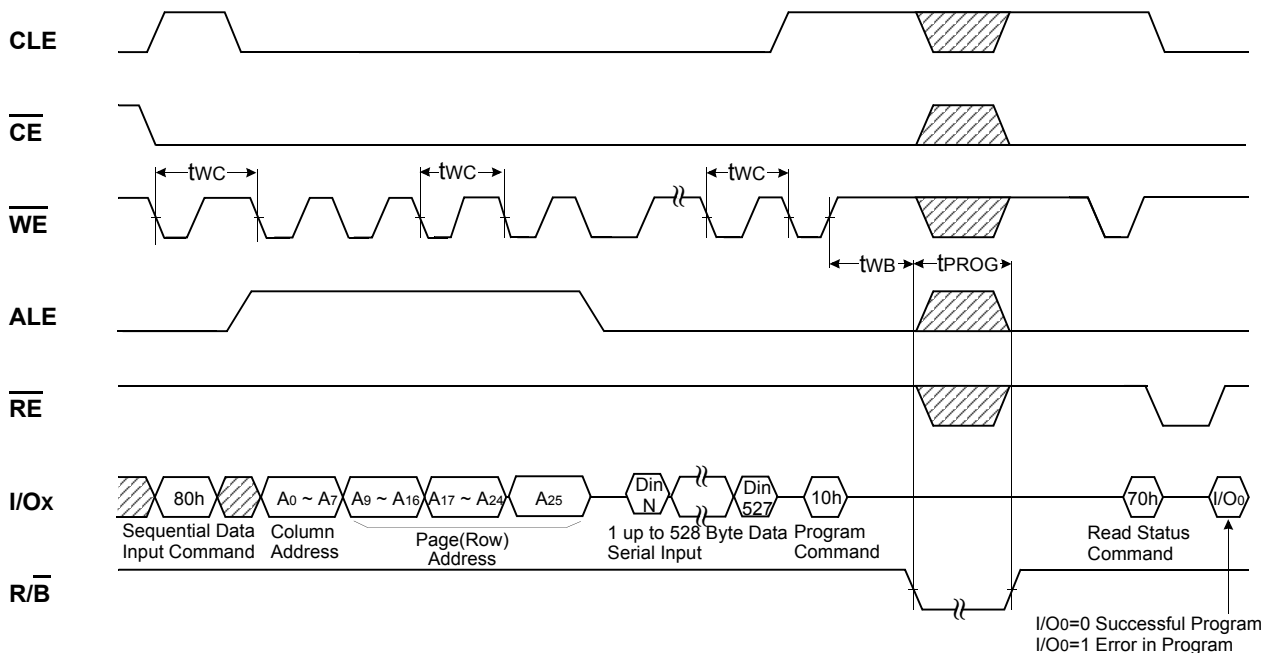 CLE
CE
tWC
tWC
tWC
WE
tWB
tPROG
ALE
RE
I/Ox
80h
A0 ~ A7
A9 ~ A16
A17 ~ A24
A25
Din
N
Din
527
10h
70h
I/O0
Sequential Data
Input Command
Column
Address
Page(Row)
Address
1 up to 528 Byte Data
Serial Input
Program
Command
Read Status
Command
R/B
I/O0=0 Successful Program
I/O0=1 Error in Program